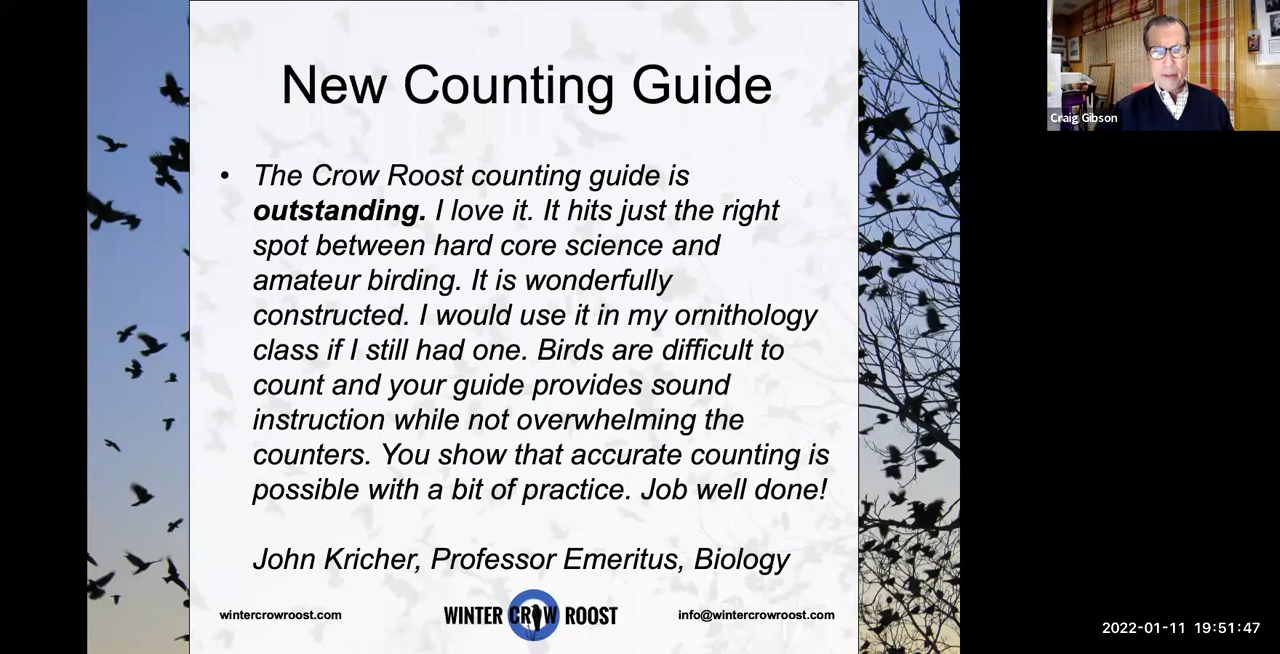 New Counting Guide
• The Crow Roost counting guide is
outstanding. I love it. It hits just the right
spot between hard core science and
amateur birding. It is wonderfully
constructed. I would use it in my ornithology
class if I still had one. Birds are difficult to
count and your guide provides sound
instruction while not overwhelming the
counters. You show that accurate counting is
possible with a bit of practice. Job well done!
John Kricher, Professor Emeritus, Biology
wintercrowroost.com
WINTER CROW ROOST
info@wintercrowroost.com
Craig Gibson
2022-01-11 19:51:47